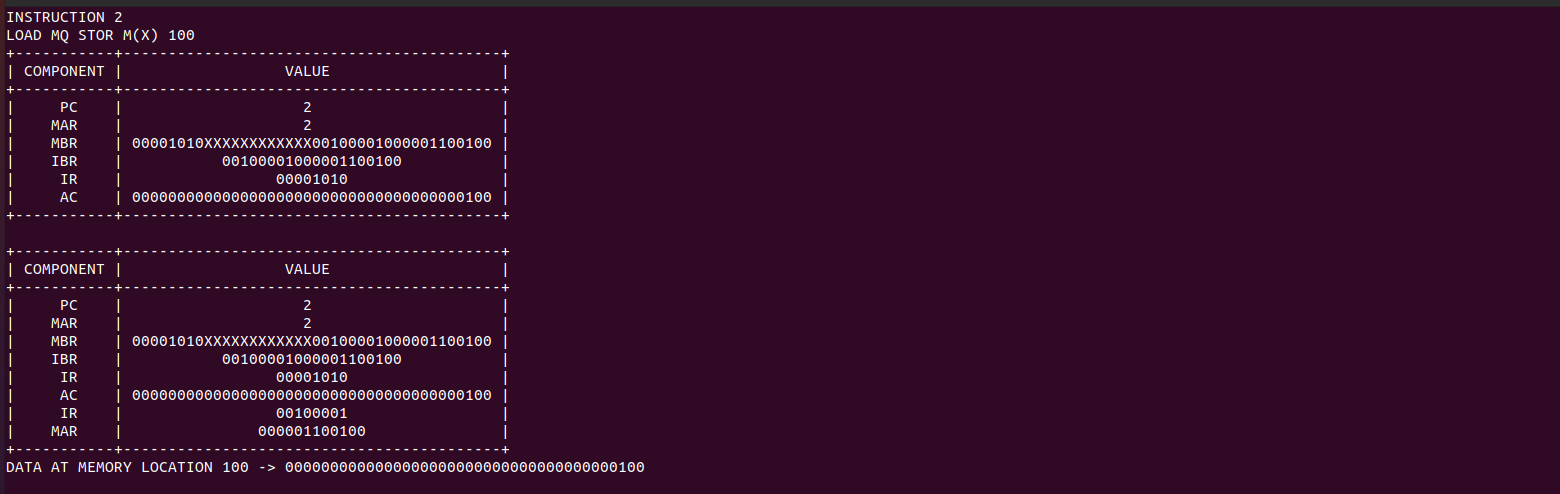 INSTRUCTION 2
LOAD MQ STOR M(X) 100
+-----------+------------------------------------------+
| COMPONENT |                  VALUE                   |
+-----------+------------------------------------------+
|     PC    |                    2                     |
|    MAR    |                    2                     |
|    MBR    | 00001010XXXXXXXXXXXX00100001000001100100 |
|    IBR    |           00100001000001100100           |
|     IR    |                 00001010                 |
|     AC    | 0000000000000000000000000000000000000100 |
+-----------+------------------------------------------+
+-----------+------------------------------------------+
| COMPONENT |                  VALUE                   |
+-----------+------------------------------------------+
|     PC    |                    2                     |
|    MAR    |                    2                     |
|    MBR    | 00001010XXXXXXXXXXXX00100001000001100100 |
|    IBR    |           00100001000001100100           |
|     IR    |                 00001010                 |
|     AC    | 0000000000000000000000000000000000000100 |
|     IR    |                 00100001                 |
|    MAR    |               000001100100               |
+-----------+------------------------------------------+
DATA AT MEMORY LOCATION 100 -> 0000000000000000000000000000000000000100